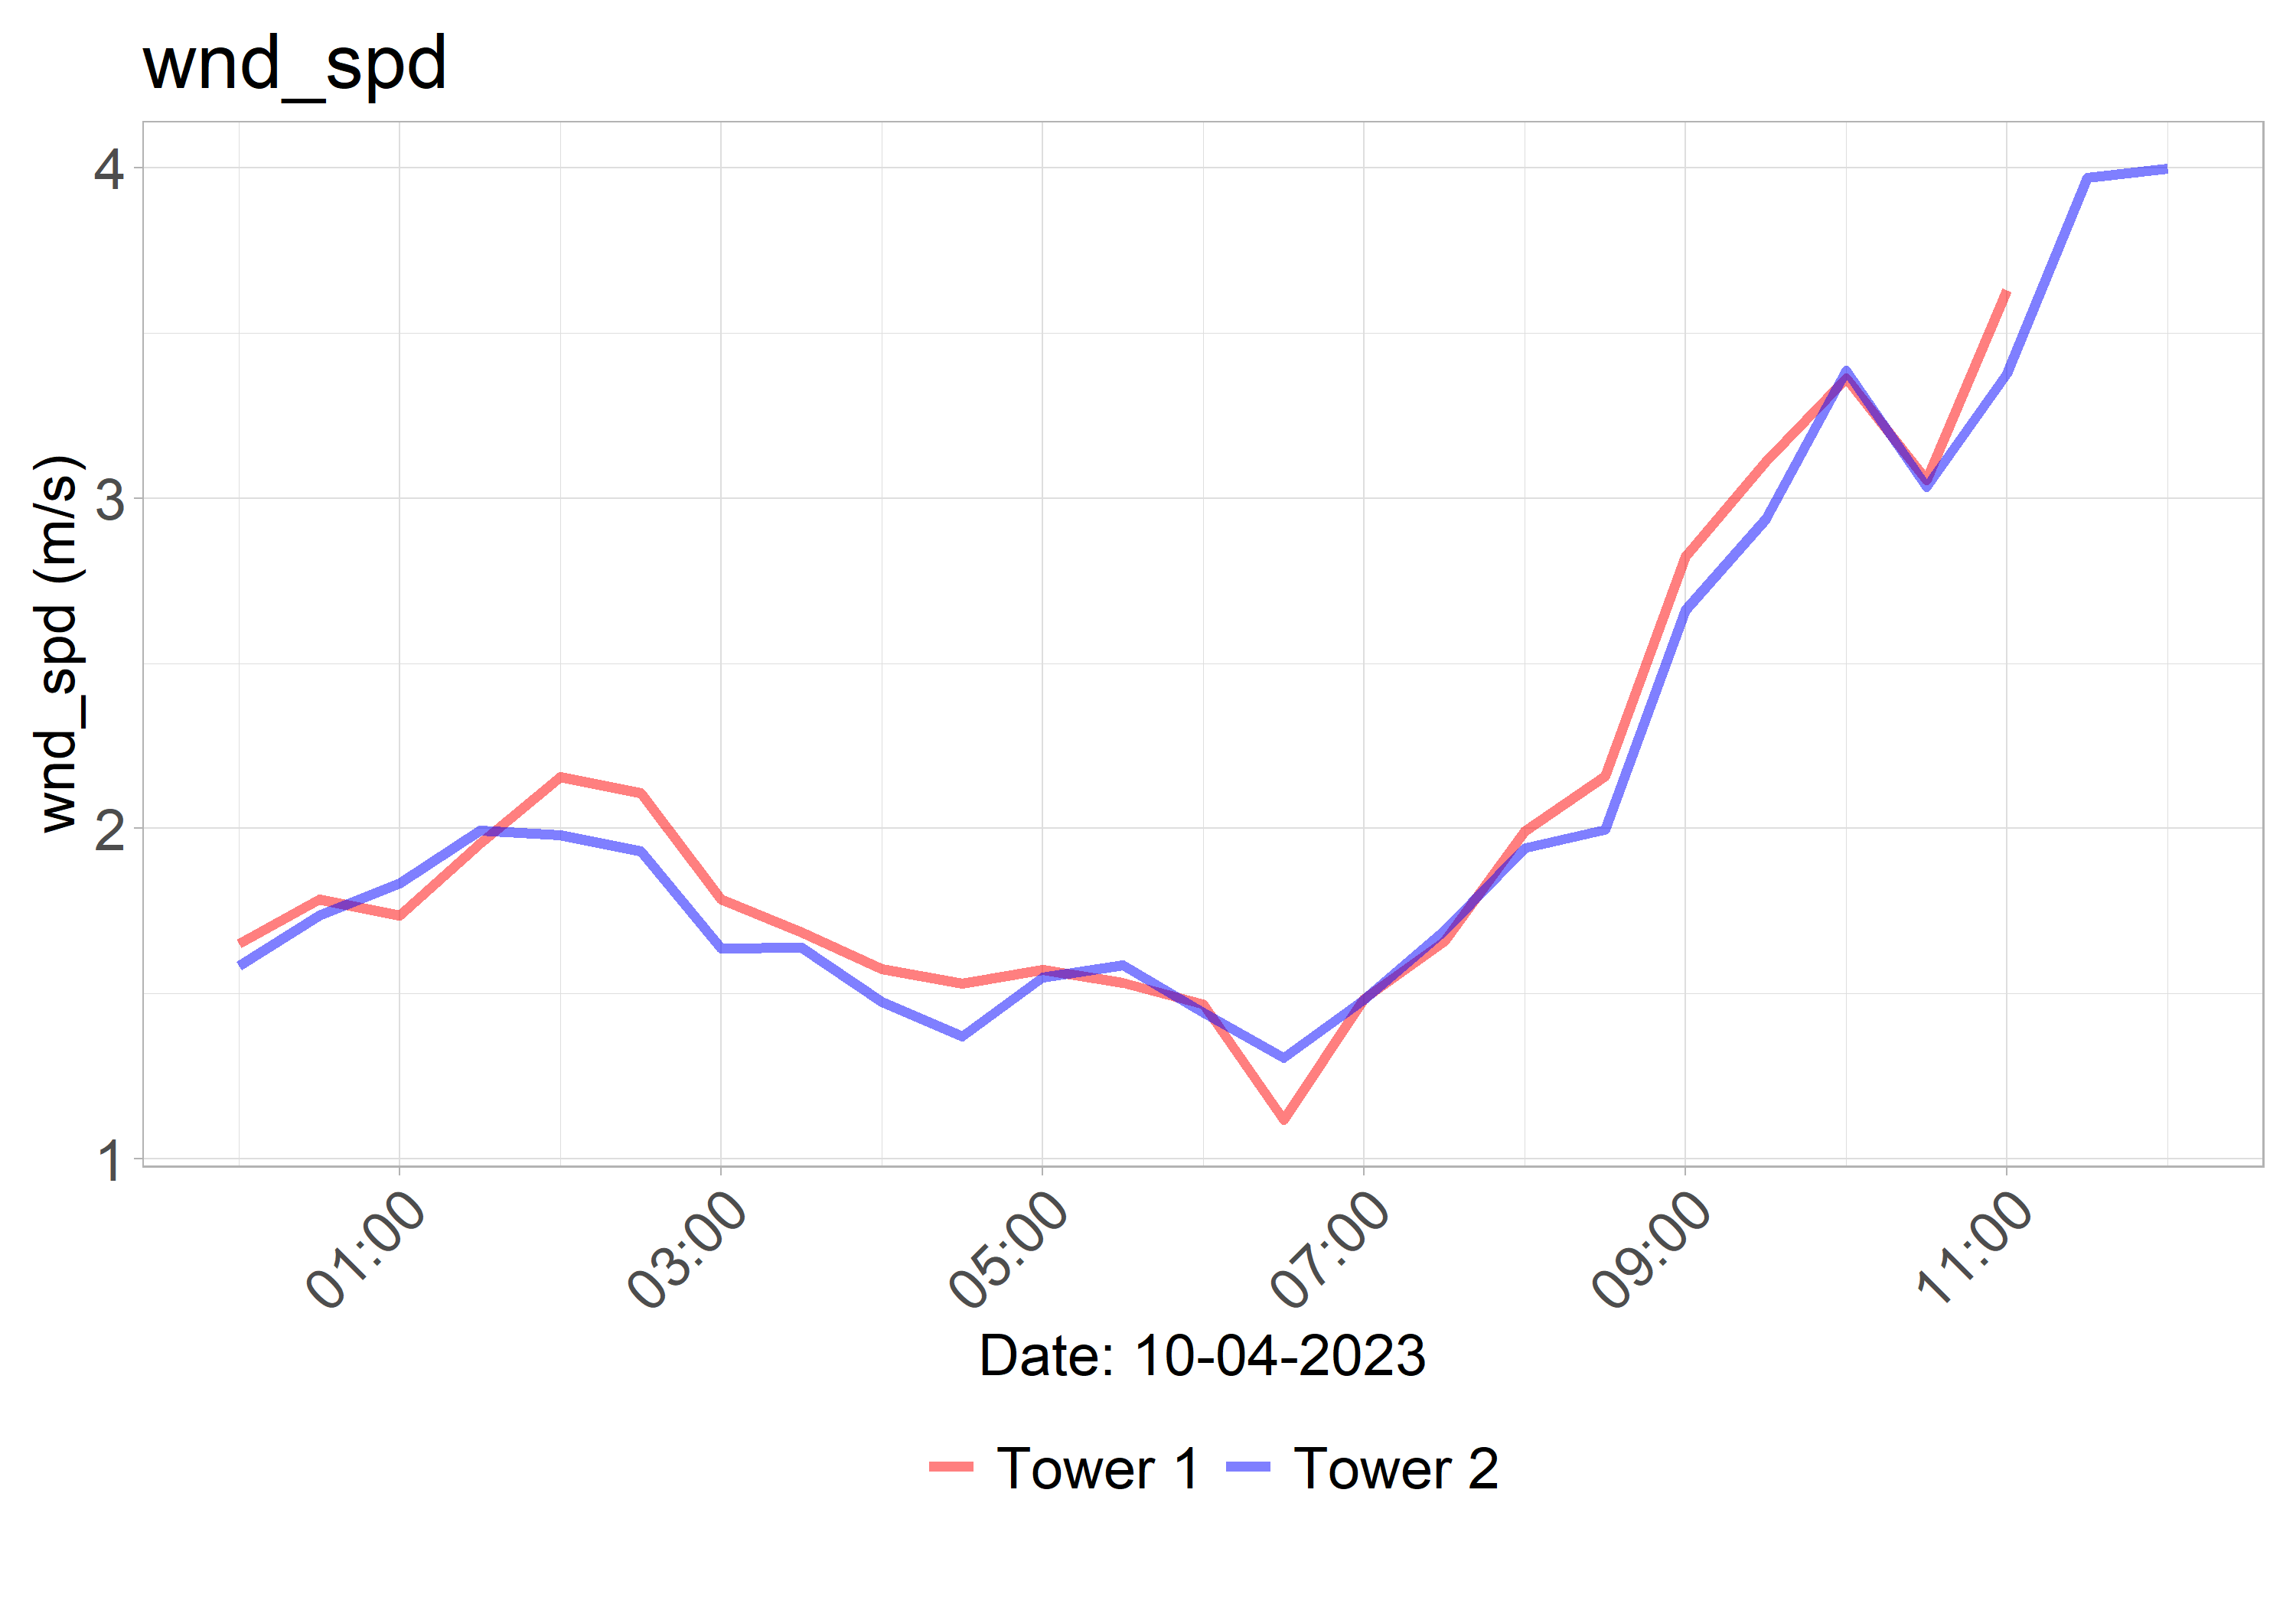 wnd_spd
wnd_spd (m/s)
4
3
2
1
01:00 03:00 05:00 07:00 09:00 11:00
Date: 10-04-2023
Tower 1 Tower 2